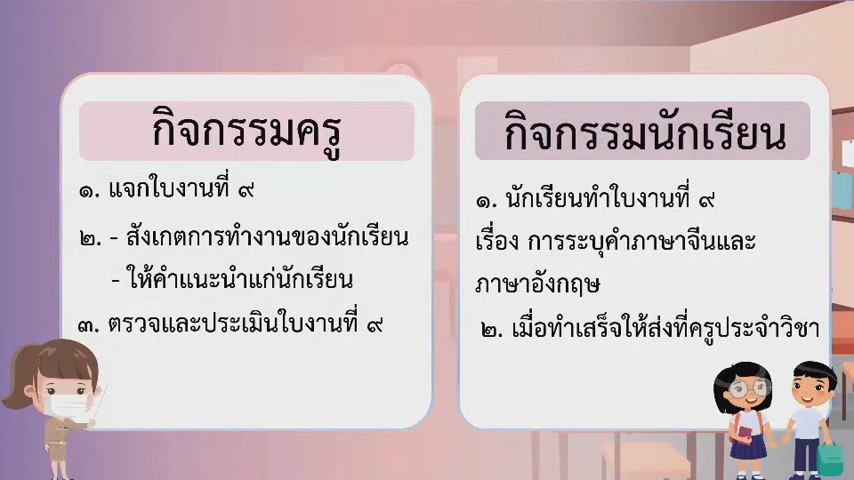 กิจกรรมครู
๑. แจกใบงานที่ ๙
๒. - สังเกตการทำงานของนักเรียน
- ให้คำแนะนำแก่นักเรียน
๓. ตรวจและประเมินใบงานที่ ๙
กิจกรรมนักเรียน
๑. นักเรียนทำใบงานที่ ๙
เรื่อง การระบุคำภาษาจีนและ
ภาษาอังกฤษ
๒. เมื่อทำเสร็จให้ส่งที่ครูประจำวิชา